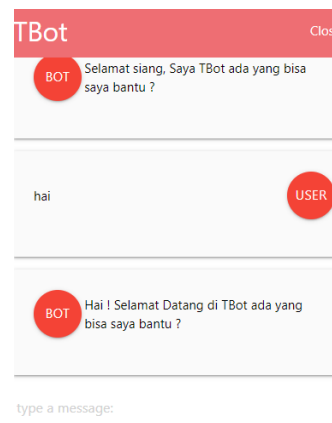 TBot
Clos
BOT
Selamat siang, Saya TBot ada yang bisa
saya bantu ?
hai
USER
BOT
Hai ! Selamat Datang di TBot ada yang
bisa saya bantu ?
type a message: